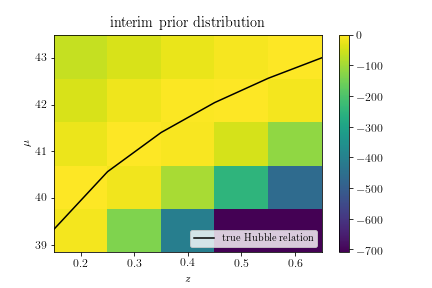 interim prior distribution
43
42
41
40
39
μ
0.2 0.3 0.4 0.5 0.6
z
true Hubble relation
0
−100
−200
−300
−400
−500
−600
−700